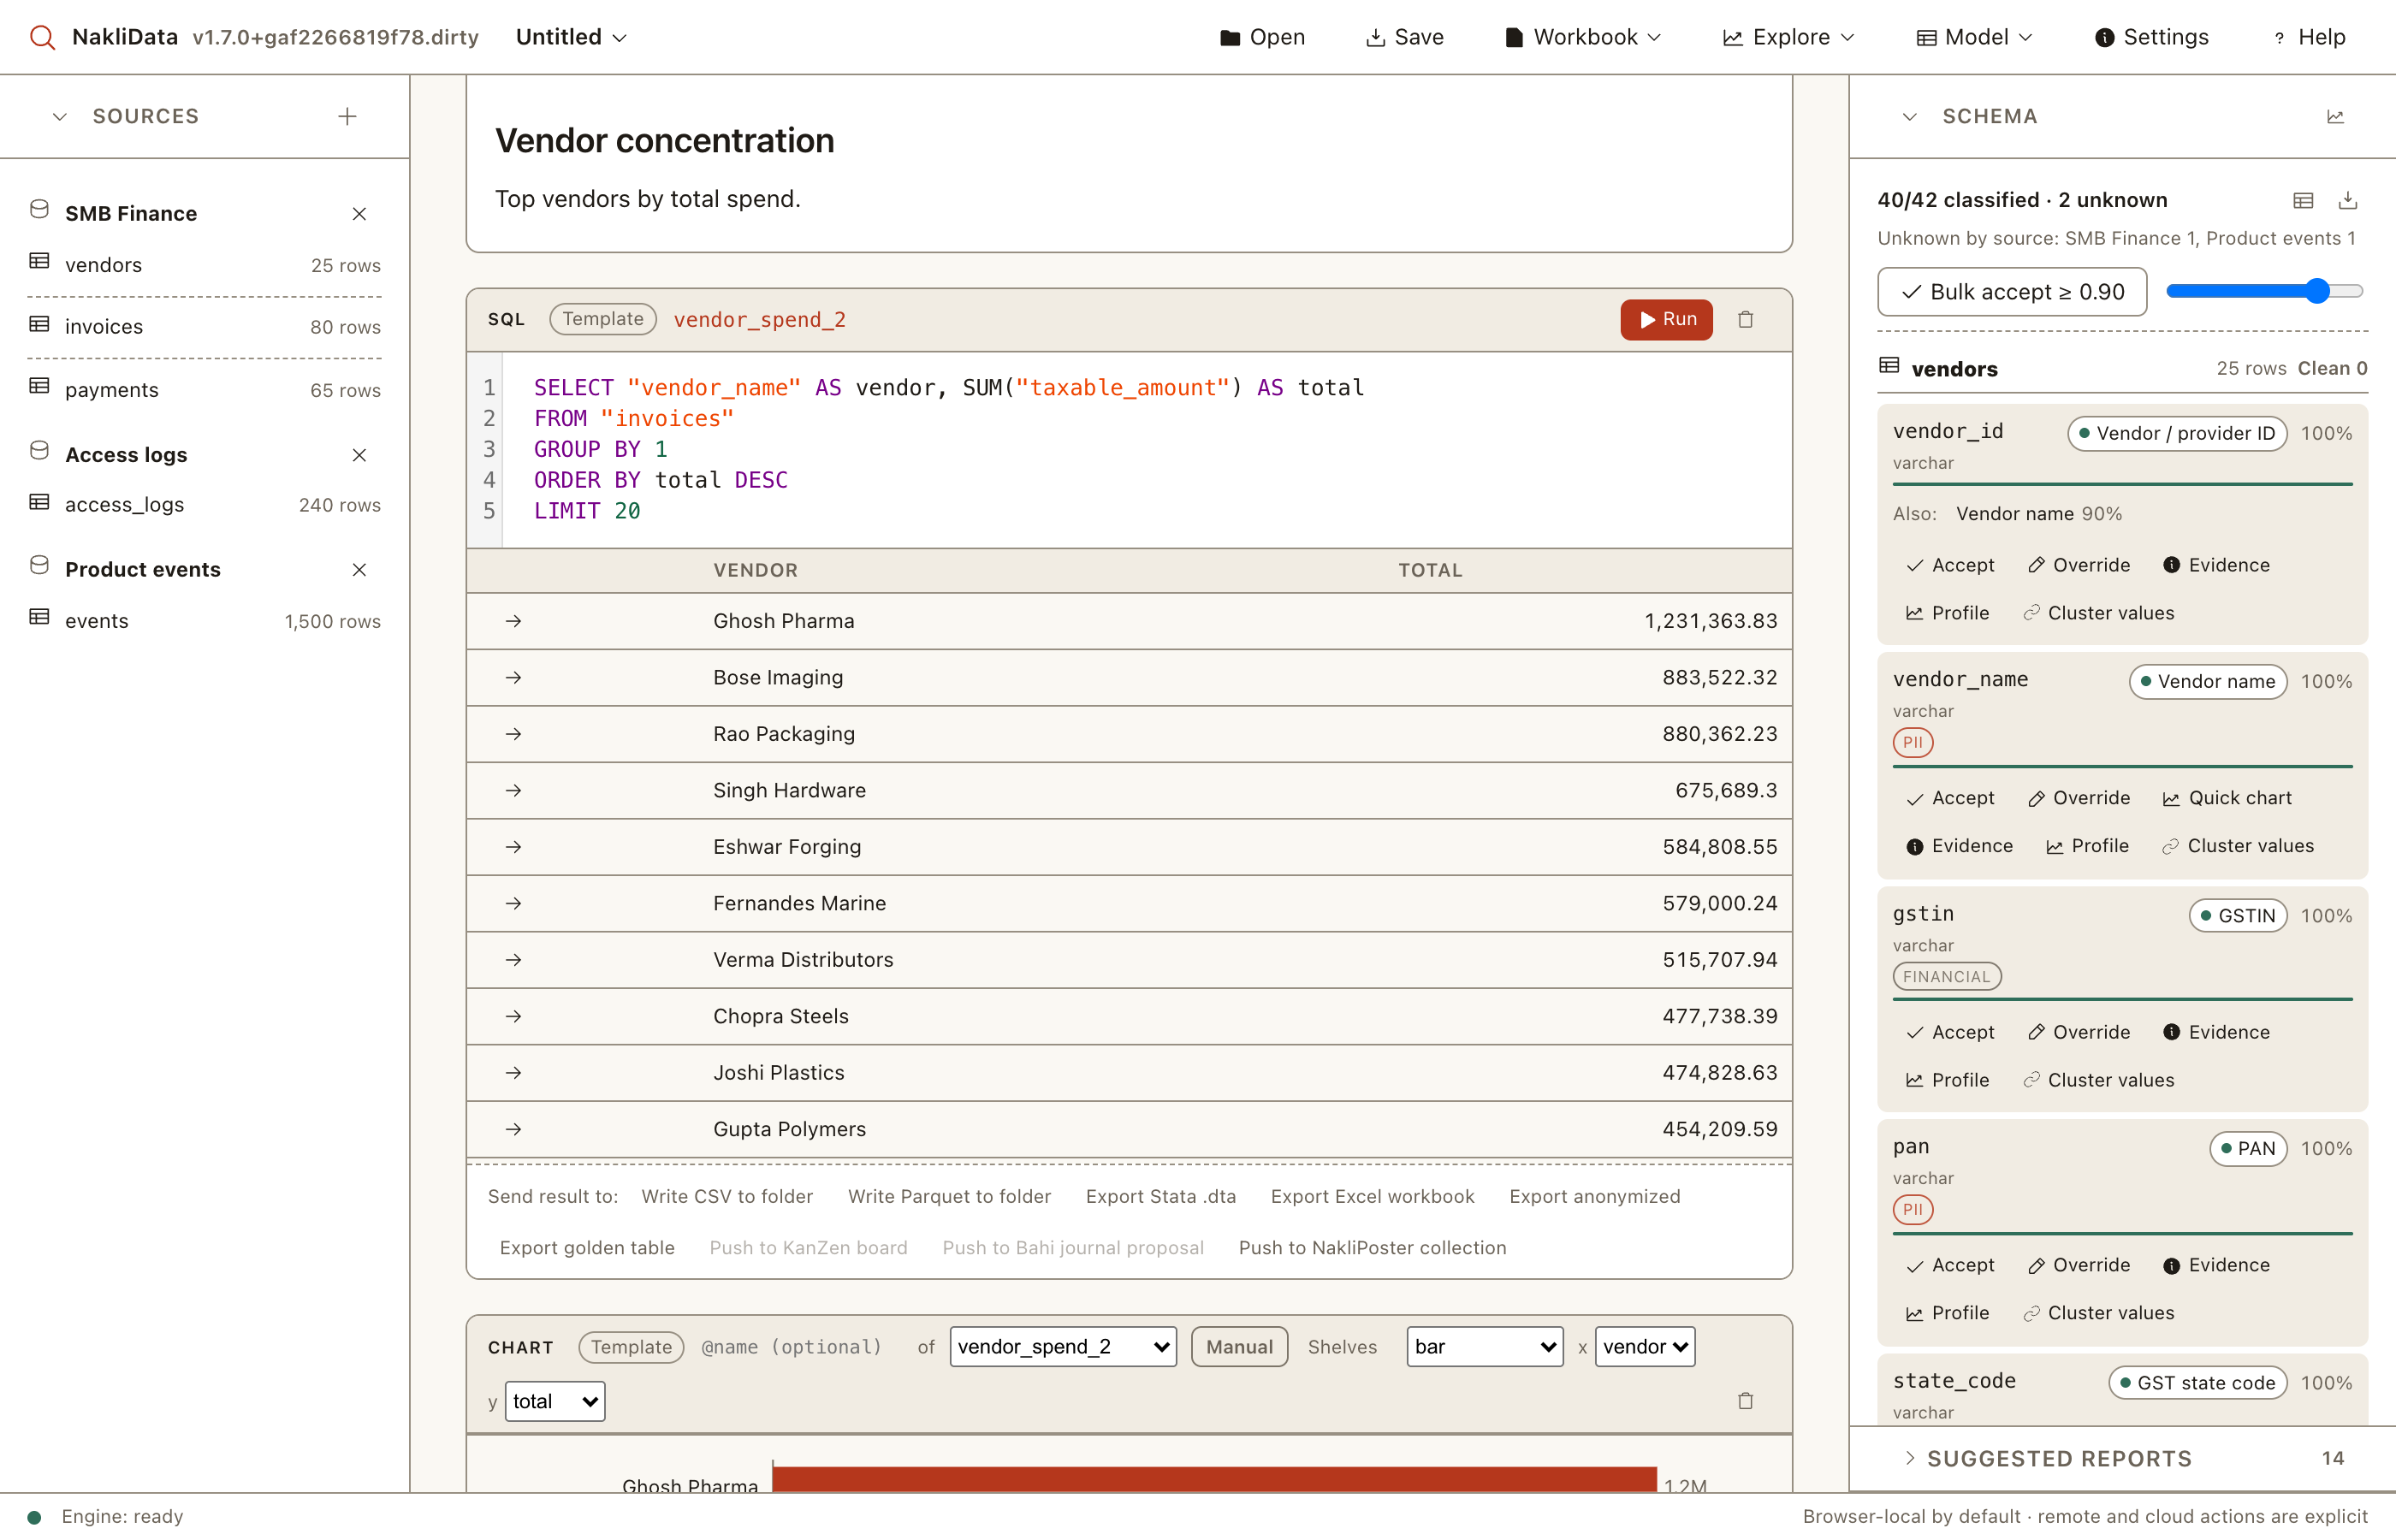 NakliData v1.7.0+gaf2266819f78.dirty Untitled Open Save Workbook Explore Model Settings ? Help
SOURCES
SMB Finance
vendors 25 rows
invoices 80 rows
payments 65 rows
Access logs
access_logs 240 rows
Product events
events 1,500 rows
Vendor concentration
Top vendors by total spend.
SQL Template vendor_spend_2 Run
1 SELECT "vendor_name" AS vendor, SUM("taxable_amount") AS total
2 FROM "invoices"
3 GROUP BY 1
4 ORDER BY total DESC
5 LIMIT 20
VENDOR TOTAL
→ Ghosh Pharma 1,231,363.83
→ Bose Imaging 883,522.32
→ Rao Packaging 880,362.23
→ Singh Hardware 675,689.3
→ Eshwar Forging 584,808.55
→ Fernandes Marine 579,000.24
→ Verma Distributors 515,707.94
→ Chopra Steels 477,738.39
→ Joshi Plastics 474,828.63
→ Gupta Polymers 454,209.59
Send result to: Write CSV to folder Write Parquet to folder Export Stata .dta Export Excel workbook Export anonymized
Export golden table Push to KanZen board Push to Bahi journal proposal Push to NakliPoster collection
CHART Template @name (optional) of vendor_spend_2 Manual Shelves bar x vendor
y total
Ghosh Pharma 1.2M
SCHEMA
40/42 classified · 2 unknown
Unknown by source: SMB Finance 1, Product events 1
Bulk accept ≥ 0.90
vendors 25 rows Clean 0
vendor_id Vendor / provider ID 100%
varchar
Also: Vendor name 90%
Accept Override Evidence
Profile Cluster values
vendor_name Vendor name 100%
varchar
PII
Accept Override Quick chart
Evidence Profile Cluster values
gstin GSTIN 100%
varchar
FINANCIAL
Accept Override Evidence
Profile Cluster values
pan PAN 100%
varchar
PII
Accept Override Evidence
Profile Cluster values
state_code GST state code 100%
varchar
SUGGESTED REPORTS 14
Engine: ready
Browser-local by default · remote and cloud actions are explicit